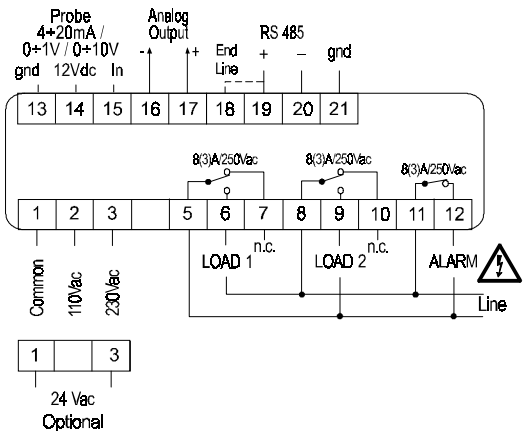 Probe
4÷20mA /
0÷1V / 0÷10V
gnd 12Vdc In
Analog
Output
- +
End
Line
RS 485
+ –
gnd
13 14 15 16 17 18 19 20 21
8(3)A/250Vac
8(3)A/250Vac
8(3)A/250Vac
1 2 3 5 6 7 8 9 10 11 12
n.c.
n.c.
LOAD 1
LOAD 2
ALARM
Common
110Vac
230Vac
Line
1 3
24 Vac
Optional